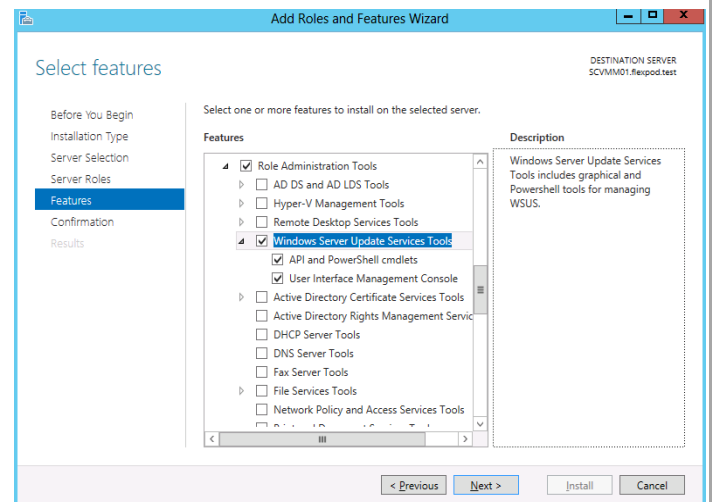 Add Roles and Features Wizard
Select features
DESTINATION SERVER
SCVMM01.flexpod.test
Before You Begin
Installation Type
Server Selection
Server Roles
Features
Confirmation
Results
Select one or more features to install on the selected server.
Features
Role Administration Tools
AD DS and AD LDS Tools
Hyper-V Management Tools
Remote Desktop Services Tools
Windows Server Update Services Tools
API and PowerShell cmdlets
User Interface Management Console
Active Directory Certificate Services Tools
Active Directory Rights Management Servic
DHCP Server Tools
DNS Server Tools
Fax Server Tools
File Services Tools
Network Policy and Access Services Tools
Description
Windows Server Update Services
Tools includes graphical and
Powershell tools for managing
WSUS.
< Previous
Next >
Install
Cancel